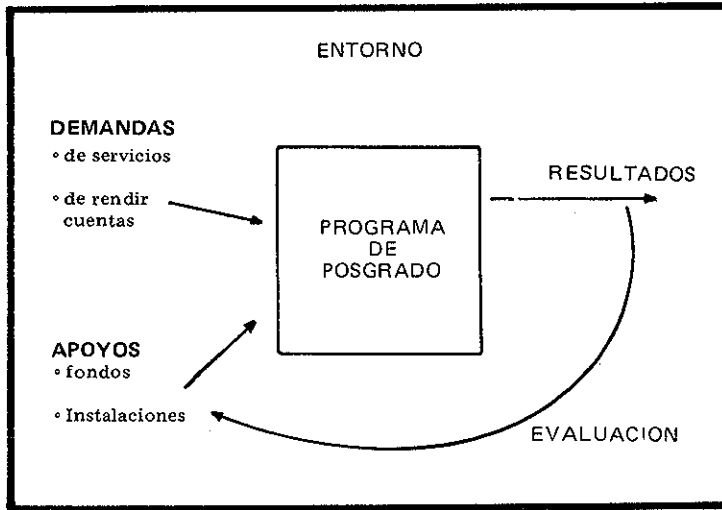 ENTORNO
DEMANDAS
° de servicios
° de rendir
cuentas
PROGRAMA
DE
POSGRADO
RESULTADOS
APOYOS
° fondos
° Instalaciones
EVALUACION